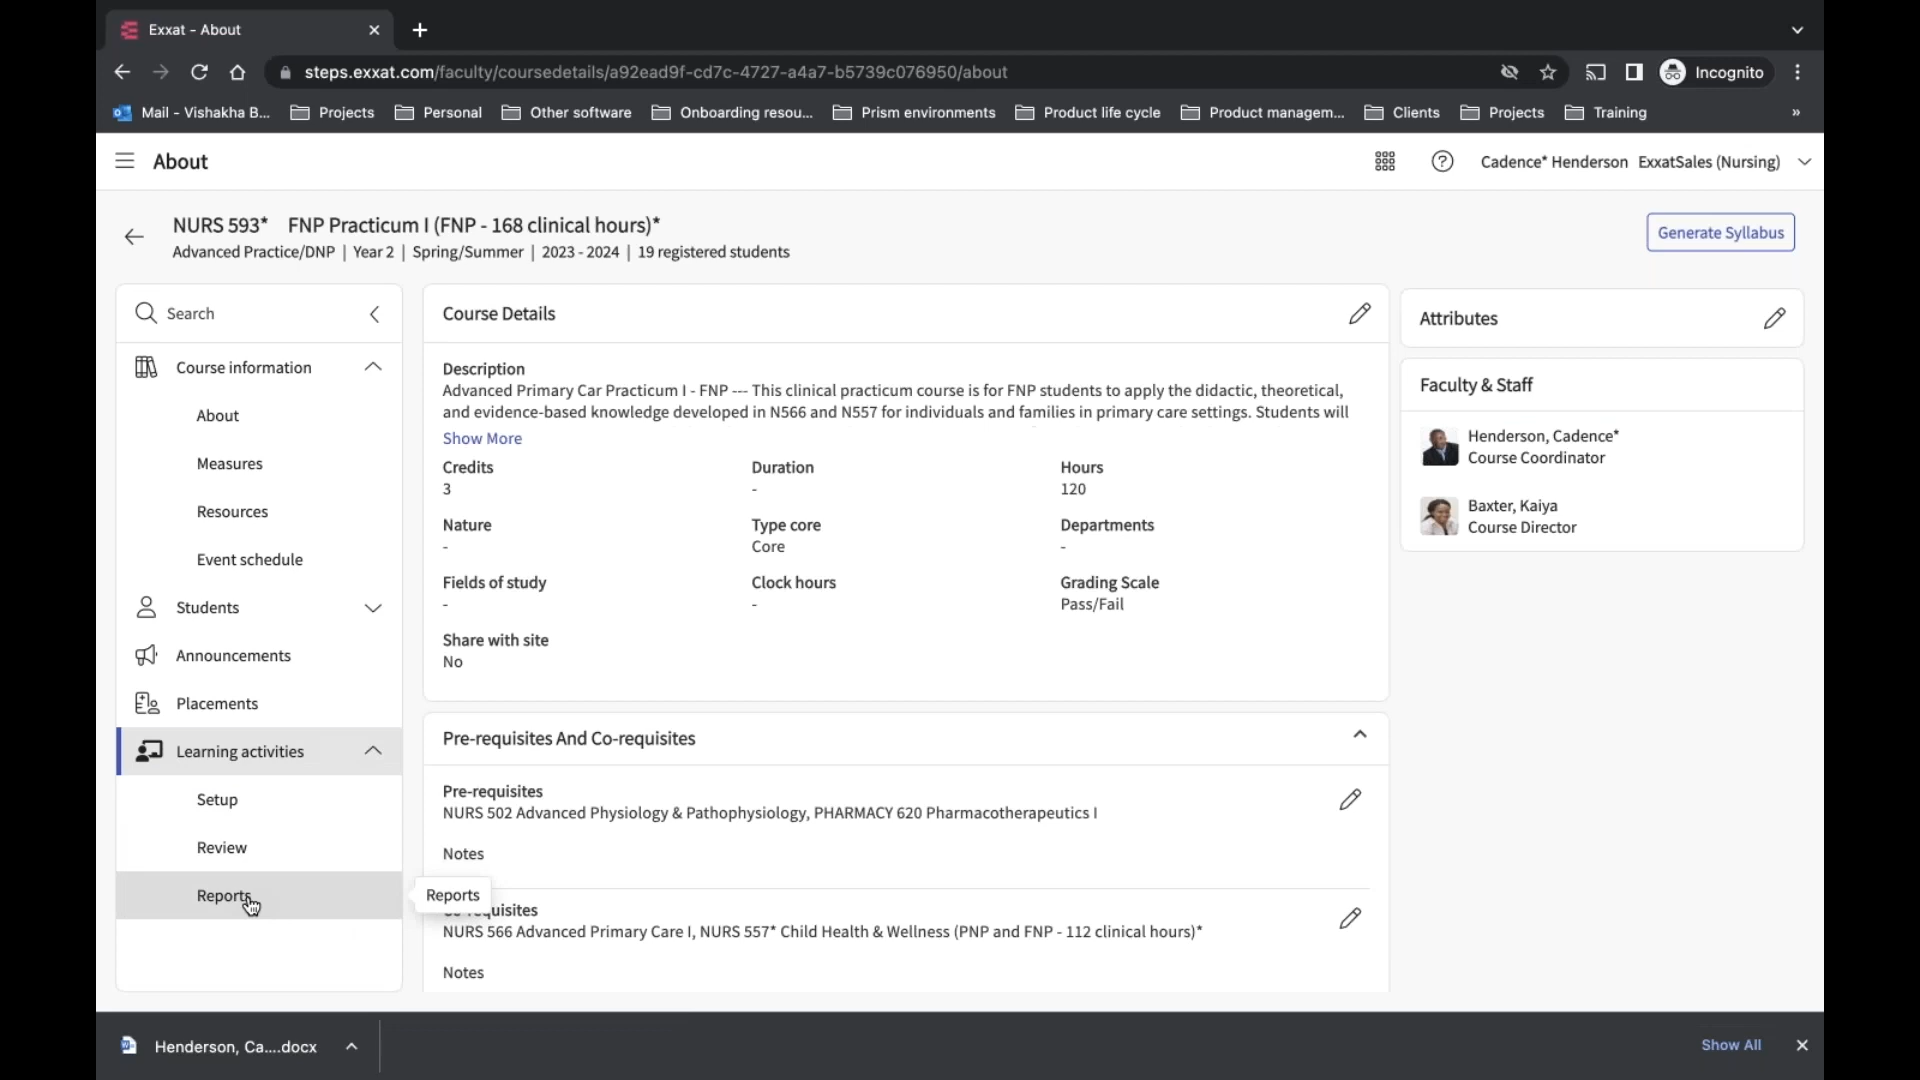 Exxat - About
steps.exxat.com/faculty/coursedetails/a92ead9f-cd7c-4727-a4a7-b5739c076950/about
Incognito
Mail - Vishakha B... Projects Personal Other software Onboarding resou... Prism environments Product life cycle Product managem... Clients Projects Training »
About
Cadence* Henderson ExxatSales (Nursing)
NURS 593* FNP Practicum I (FNP - 168 clinical hours)*
Advanced Practice/DNP | Year 2 | Spring/Summer | 2023 - 2024 | 19 registered students
Generate Syllabus
Search
Course information
About
Measures
Resources
Event schedule
Students
Announcements
Placements
Learning activities
Setup
Review
Reports
Reports
Course Details
Description
Advanced Primary Car Practicum I - FNP --- This clinical practicum course is for FNP students to apply the didactic, theoretical,
and evidence-based knowledge developed in N566 and N557 for individuals and families in primary care settings. Students will
Show More
Credits Duration Hours
3 - 120
Nature Type core Departments
- Core -
Fields of study Clock hours Grading Scale
- - Pass/Fail
Share with site
No
Pre-requisites And Co-requisites
Pre-requisites
NURS 502 Advanced Physiology & Pathophysiology, PHARMACY 620 Pharmacotherapeutics I
Notes
quisites
NURS 566 Advanced Primary Care I, NURS 557* Child Health & Wellness (PNP and FNP - 112 clinical hours)*
Notes
Attributes
Faculty & Staff
Henderson, Cadence*
Course Coordinator
Baxter, Kaiya
Course Director
Henderson, Ca....docx
Show All